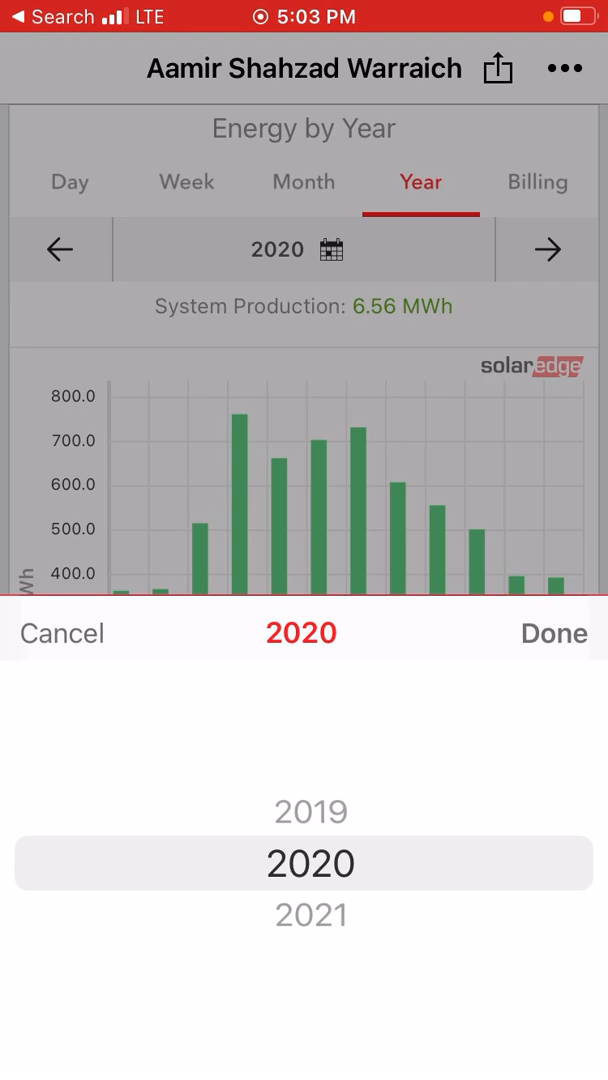 Search LTE 5:03 PM
Aamir Shahzad Warraich
Energy by Year
Day Week Month Year Billing
2020
System Production: 6.56 MWh
solaredge
800.0
700.0
600.0
500.0
400.0
Wh
Cancel 2020 Done
2019
2020
2021